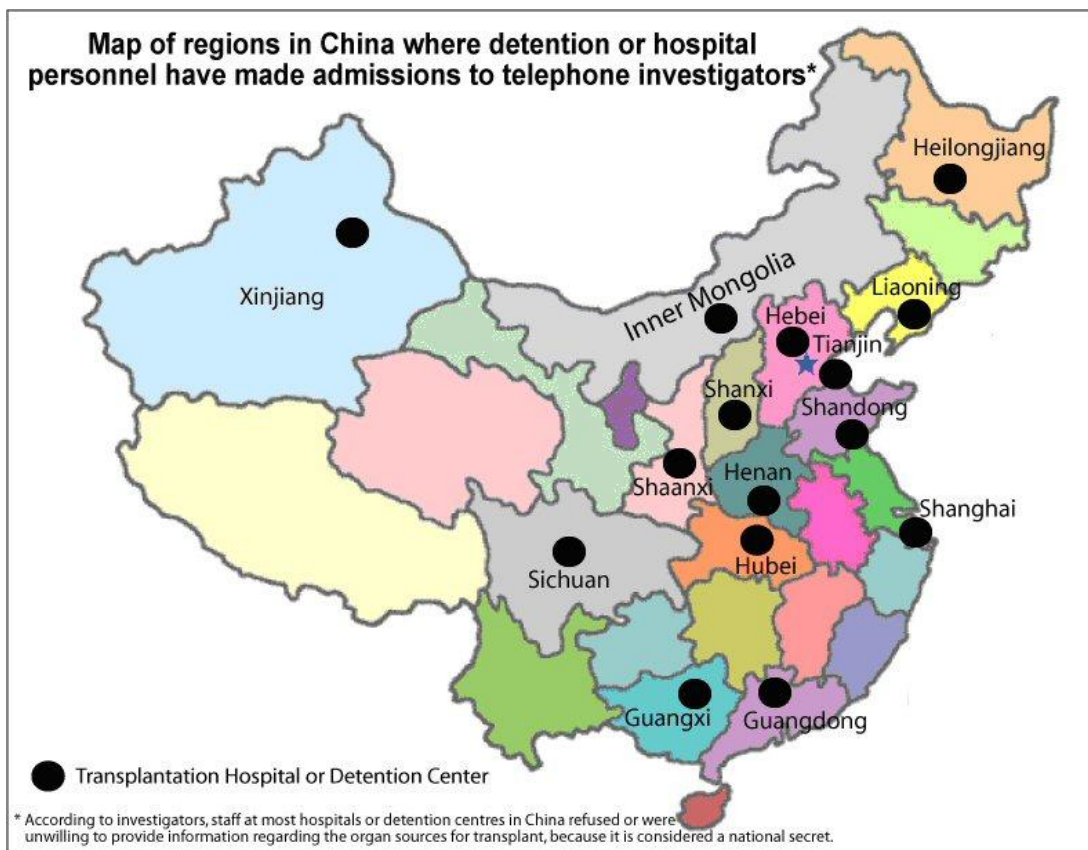 Map of regions in China where detention or hospital
personnel have made admissions to telephone investigators*
Heilongjiang
Xinjiang
Inner Mongolia
Liaoning
Hebei
Tianjin
Shanxi
Shandong
Shaanxi
Henan
Shanghai
Hubei
Sichuan
Guangxi
Guangdong
Transplantation Hospital or Detention Center
* According to investigators, staff at most hospitals or detention centres in China refused or were
unwilling to provide information regarding the organ sources for transplant, because it is considered a national secret.